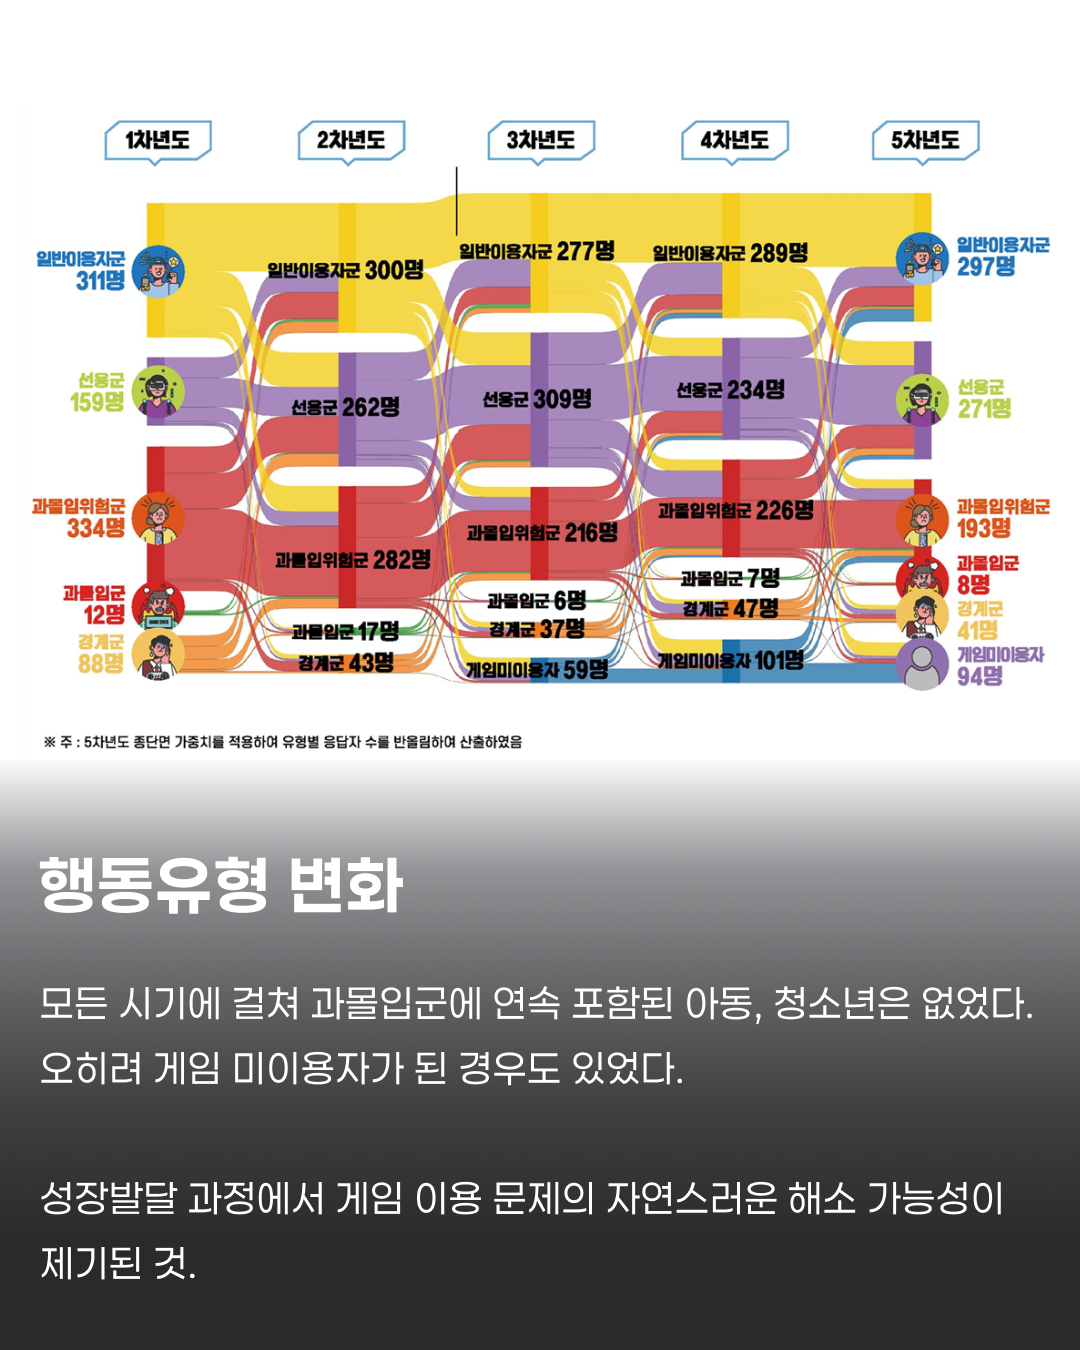 1차년도
2차년도
3차년도
4차년도
5차년도
일반이용자군
311명
선용군
159명
과몰입위험군
334명
과몰입군
12명
경계군
88명
일반이용자군 300명
선용군 262명
과몰입위험군 282명
과몰입군 17명
경계군 43명
일반이용자군 277명
선용군 309명
과몰입위험군 216명
과몰입군 6명
경계군 37명
게임미이용자 59명
일반이용자군 289명
선용군 234명
과몰입위험군 226명
과몰입군 7명
경계군 47명
게임미이용자 101명
일반이용자군
297명
선용군
271명
과몰입위험군
193명
과몰입군
8명
경계군
41명
게임미이용자
94명
※ 주 : 5차년도 종단면 가중치를 적용하여 유형별 응답자 수를 반올림하여 산출하였음
행동유형 변화
모든 시기에 걸쳐 과몰입군에 연속 포함된 아동, 청소년은 없었다.
오히려 게임 미이용자가 된 경우도 있었다.
성장발달 과정에서 게임 이용 문제의 자연스러운 해소 가능성이
제기된 것.